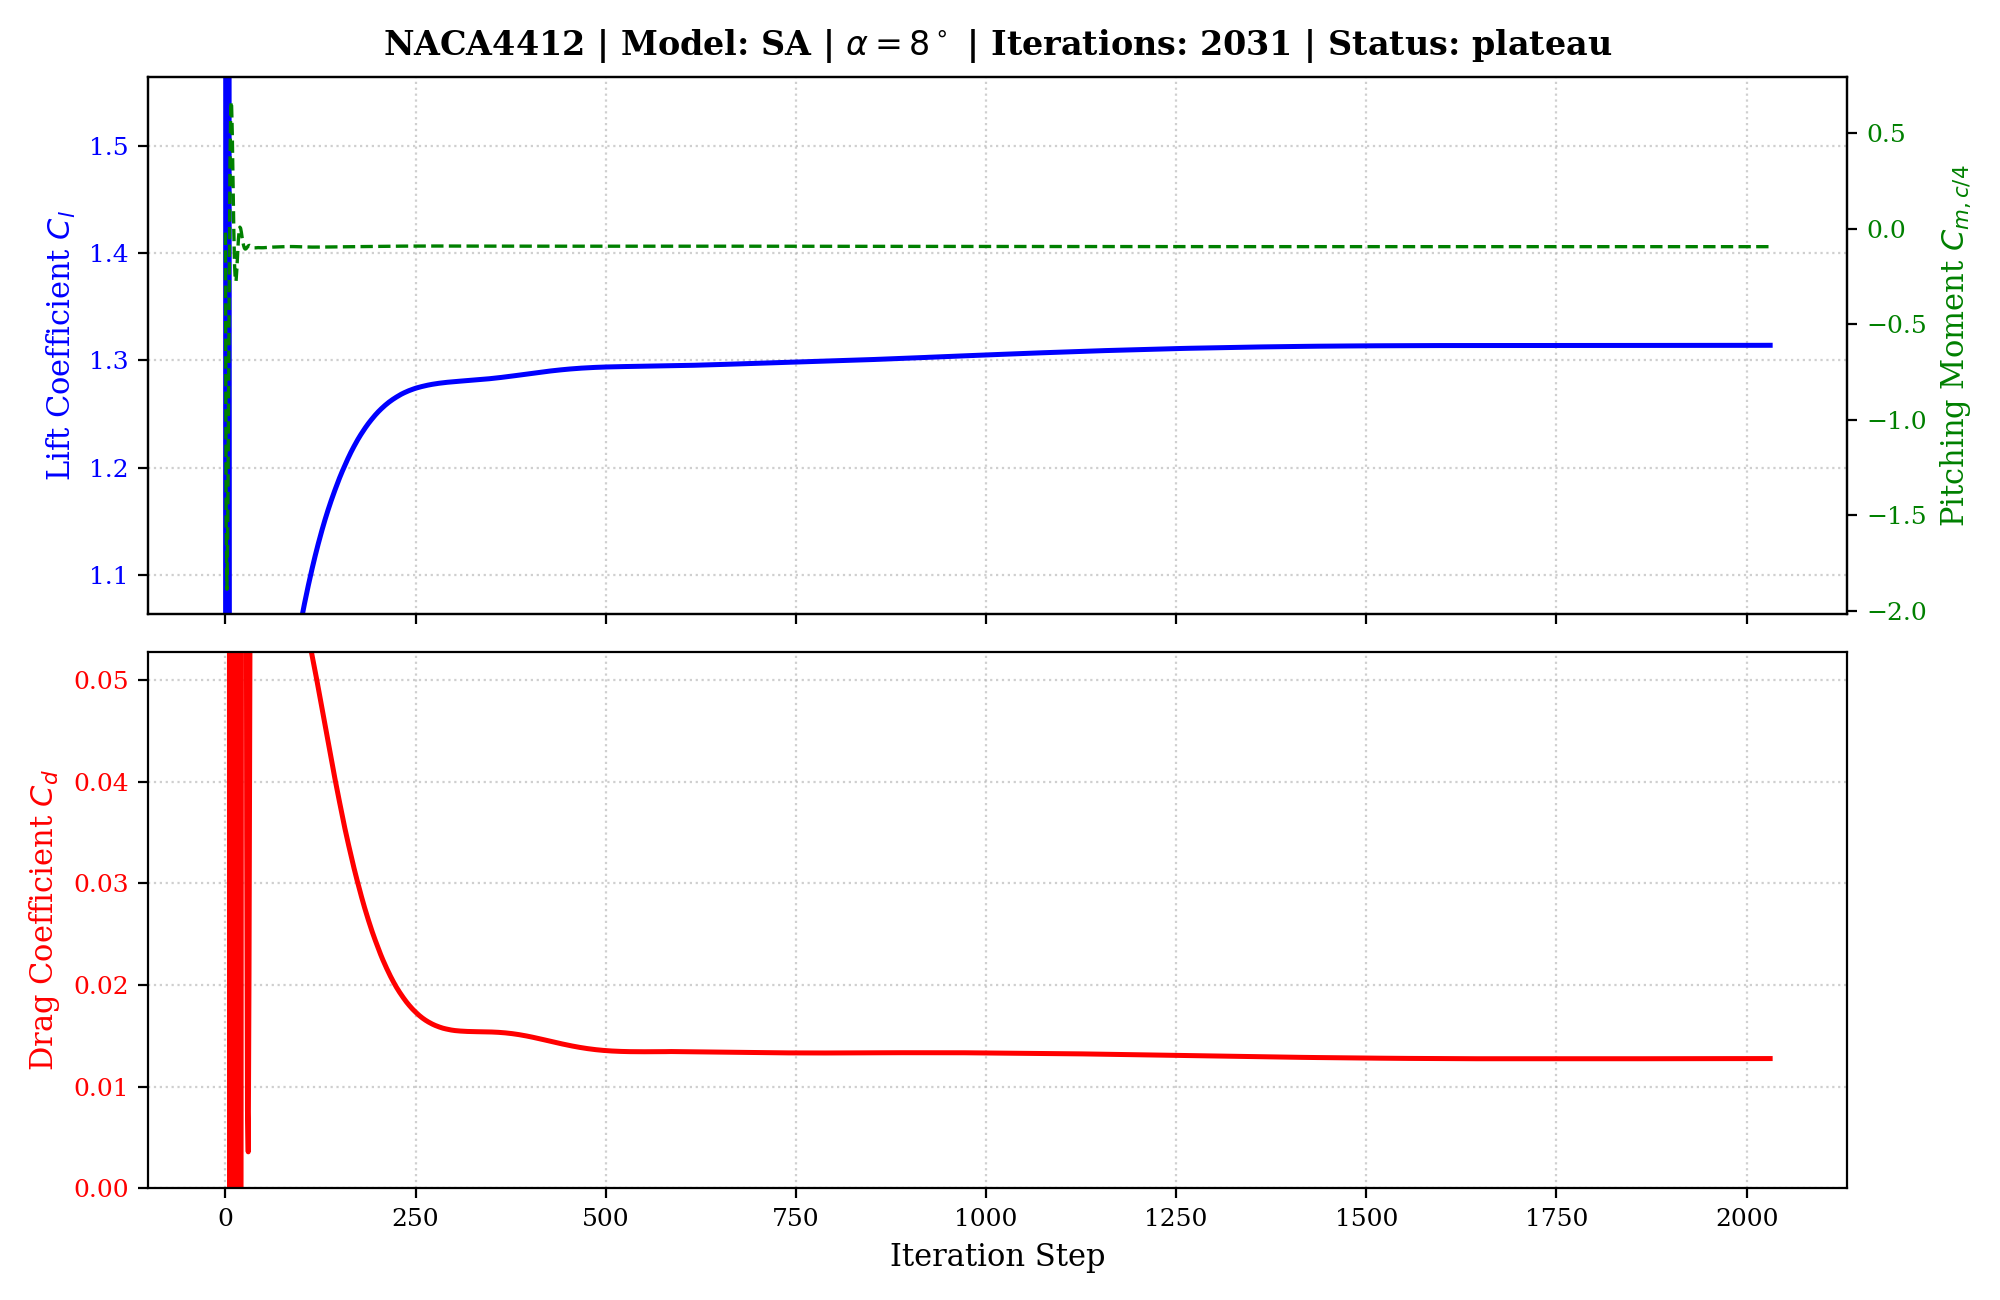 NACA4412 | Model: SA | α = 8° | Iterations: 2031 | Status: plateau
Lift Coefficient C_l
1.5
1.4
1.3
1.2
1.1
0.5
0.0
−0.5
−1.0
−1.5
−2.0
Pitching Moment C_{m,c/4}
Drag Coefficient C_d
0.05
0.04
0.03
0.02
0.01
0.00
0 250 500 750 1000 1250 1500 1750 2000
Iteration Step